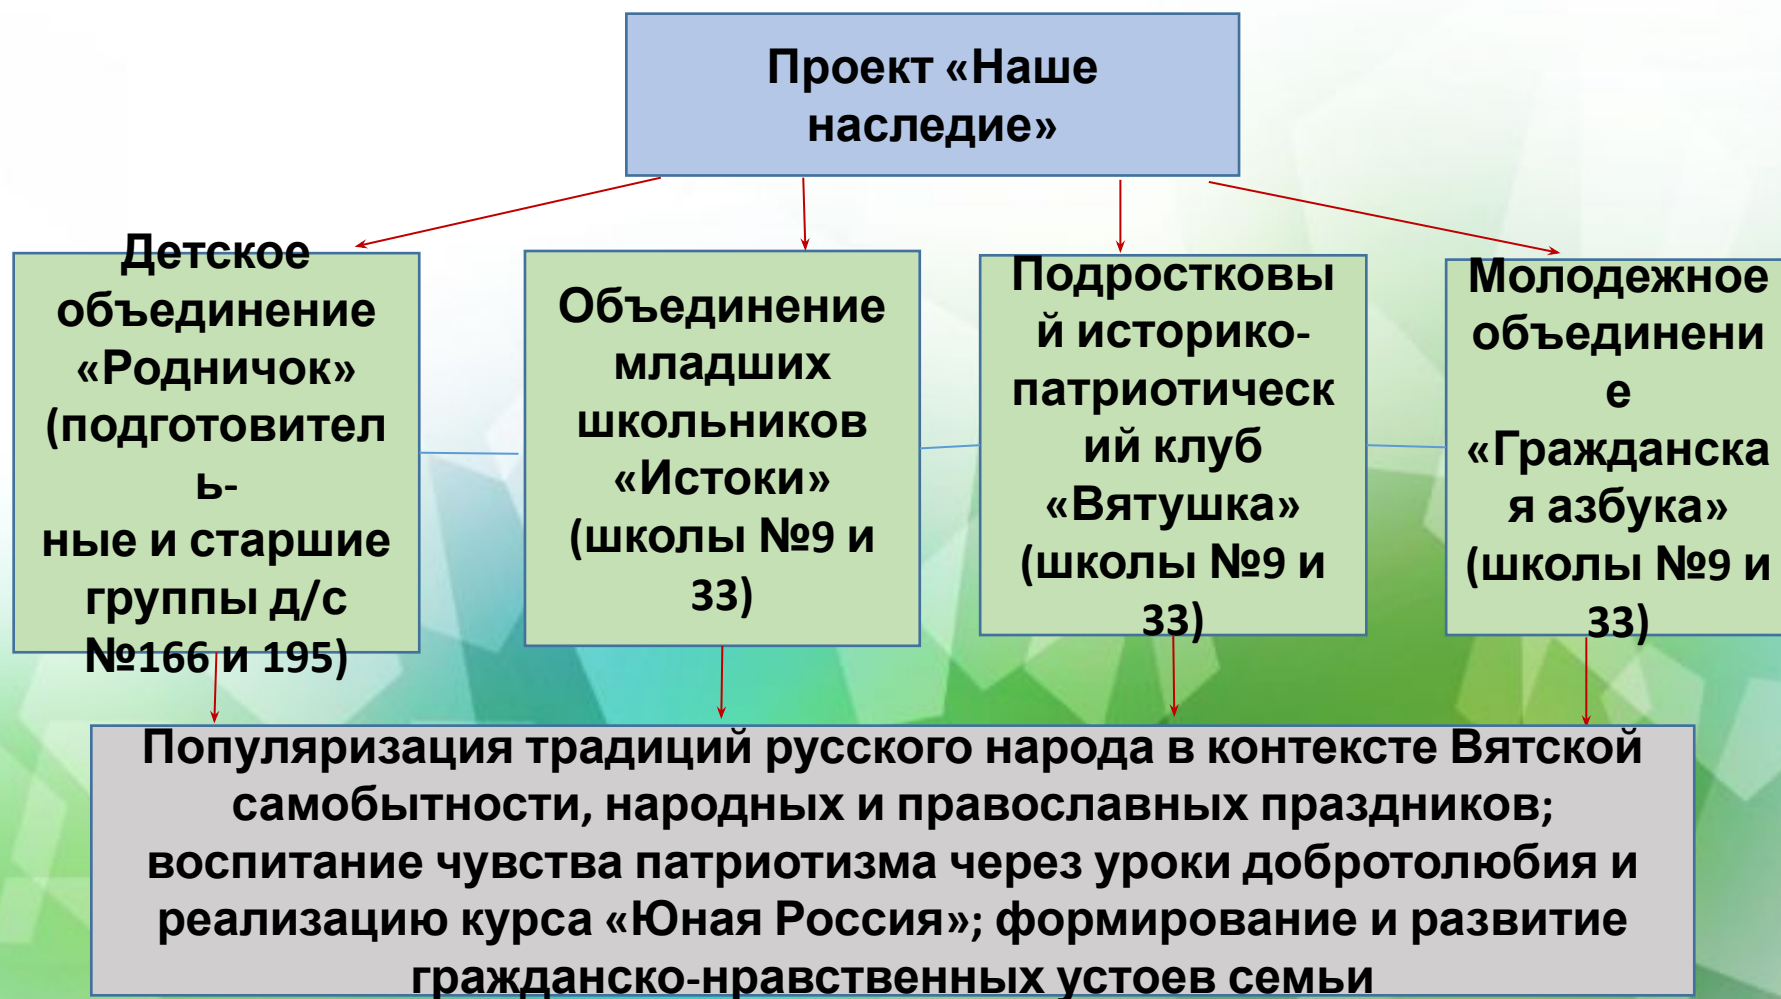 Проект «Наше
наследие»
Детское
объединение
«Родничок»
(подготовител
ь-
ные и старшие
группы д/с
№166 и 195)
Объединение
младших
школьников
«Истоки»
(школы №9 и
33)
Подростковы
й историко-
патриотическ
ий клуб
«Вятушка»
(школы №9 и
33)
Молодежное
объединени
е
«Гражданска
я азбука»
(школы №9 и
33)
Популяризация традиций русского народа в контексте Вятской
самобытности, народных и православных праздников;
воспитание чувства патриотизма через уроки добротолюбия и
реализацию курса «Юная Россия»; формирование и развитие
гражданско-нравственных устоев семьи